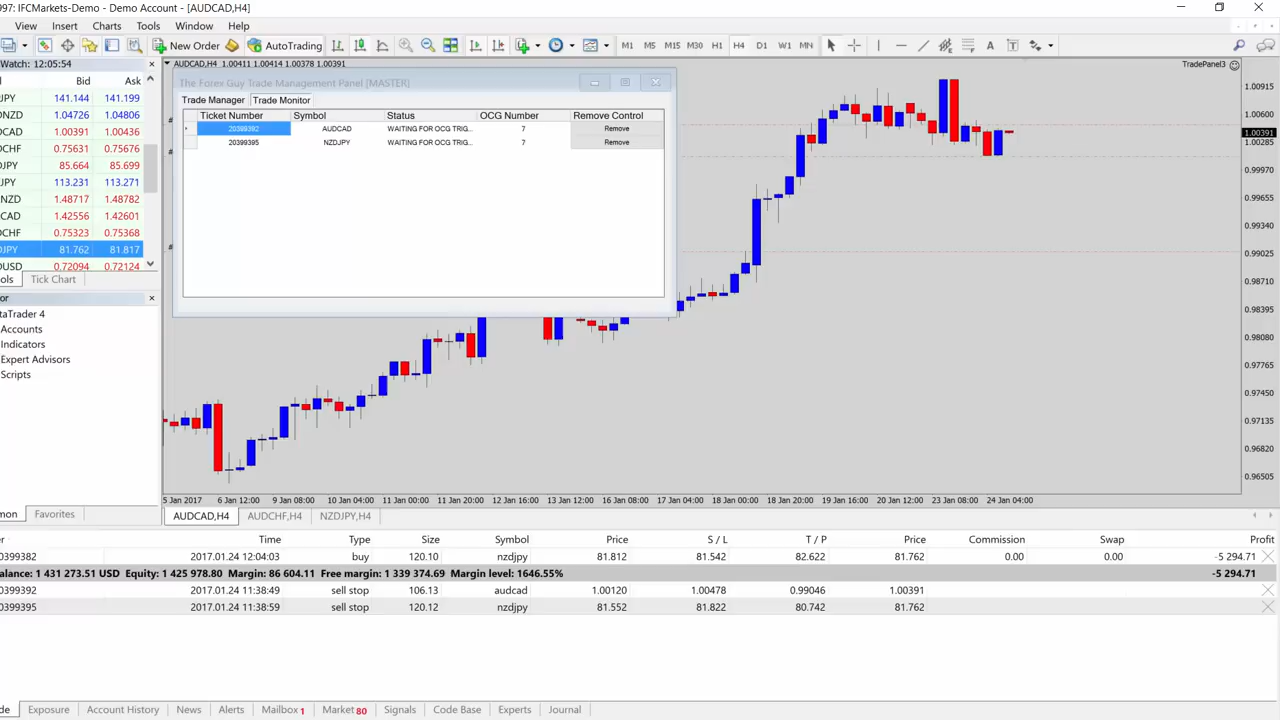 997: IFCMarkets-Demo - Demo Account - [AUDCAD,H4]
View Insert Charts Tools Window Help
New Order AutoTrading M1 M5 M15 M30 H1 H4 D1 W1 MN A T
Watch: 12:05:54
Bid Ask
JPY 141.144 141.199
DNZD 1.04726 1.04806
DCAD 1.00391 1.00436
DCHF 0.75631 0.75676
JPY 85.664 85.699
JPY 113.231 113.271
NZD 1.48717 1.48782
CAD 1.42556 1.42601
DCHF 0.75323 0.75368
DJPY 81.762 81.817
DUSD 0.72094 0.72124
ols Tick Chart
or
taTrader 4
Accounts
Indicators
Expert Advisors
Scripts
mon Favorites
AUDCAD,H4 1.00411 1.00414 1.00378 1.00391
TradePanel3
The Forex Guy Trade Management Panel [MASTER]
Trade Manager Trade Monitor
Ticket Number Symbol Status OCG Number Remove Control
20399392 AUDCAD WAITING FOR OCG TRIG... 7 Remove
20399395 NZDJPY WAITING FOR OCG TRIG... 7 Remove
1.00915
1.00600
1.00391
1.00285
0.99970
0.99655
0.99340
0.99025
0.98710
0.98395
0.98080
0.97765
0.97450
0.97135
0.96820
0.96505
5 Jan 2017 6 Jan 12:00 9 Jan 08:00 10 Jan 04:00 11 Jan 00:00 11 Jan 20:00 12 Jan 16:00 13 Jan 12:00 16 Jan 08:00 17 Jan 04:00 18 Jan 00:00 18 Jan 20:00 19 Jan 16:00 20 Jan 12:00 23 Jan 08:00 24 Jan 04:00
AUDCAD,H4 AUDCHF,H4 NZDJPY,H4
er Time Type Size Symbol Price S / L T / P Price Commission Swap Profit
0399382 2017.01.24 12:04:03 buy 120.10 nzdjpy 81.812 81.542 82.622 81.762 0.00 0.00 -5 294.71
alance: 1 431 273.51 USD Equity: 1 425 978.80 Margin: 86 604.11 Free margin: 1 339 374.69 Margin level: 1646.55% -5 294.71
0399392 2017.01.24 11:38:49 sell stop 106.13 audcad 1.00120 1.00478 0.99046 1.00391
0399395 2017.01.24 11:38:59 sell stop 120.12 nzdjpy 81.552 81.822 80.742 81.762
de Exposure Account History News Alerts Mailbox 1 Market 80 Signals Code Base Experts Journal